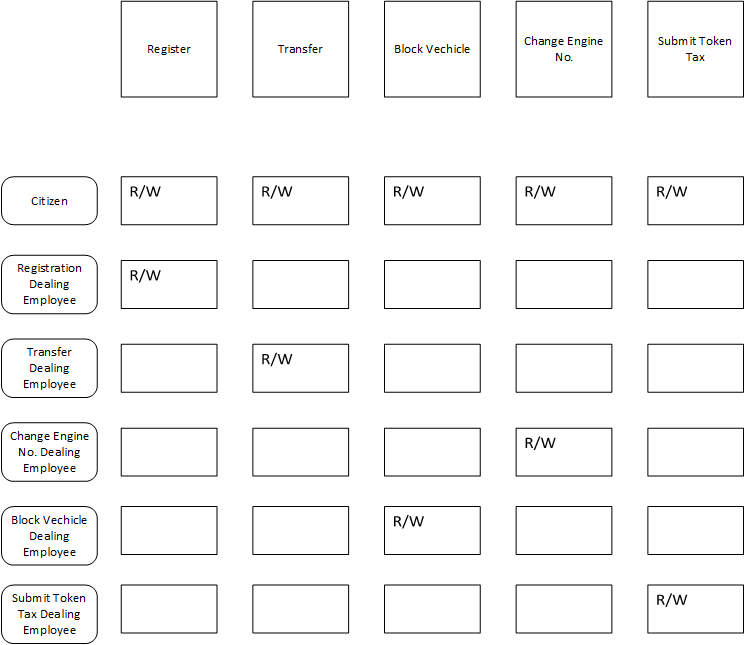 Register
Transfer
Block Vechicle
Change Engine
No.
Submit Token
Tax
Citizen
R/W
R/W
R/W
R/W
R/W
Registration
Dealing
Employee
R/W
Transfer
Dealing
Employee
R/W
Change Engine
No. Dealing
Employee
R/W
Block Vechicle
Dealing
Employee
R/W
Submit Token
Tax Dealing
Employee
R/W